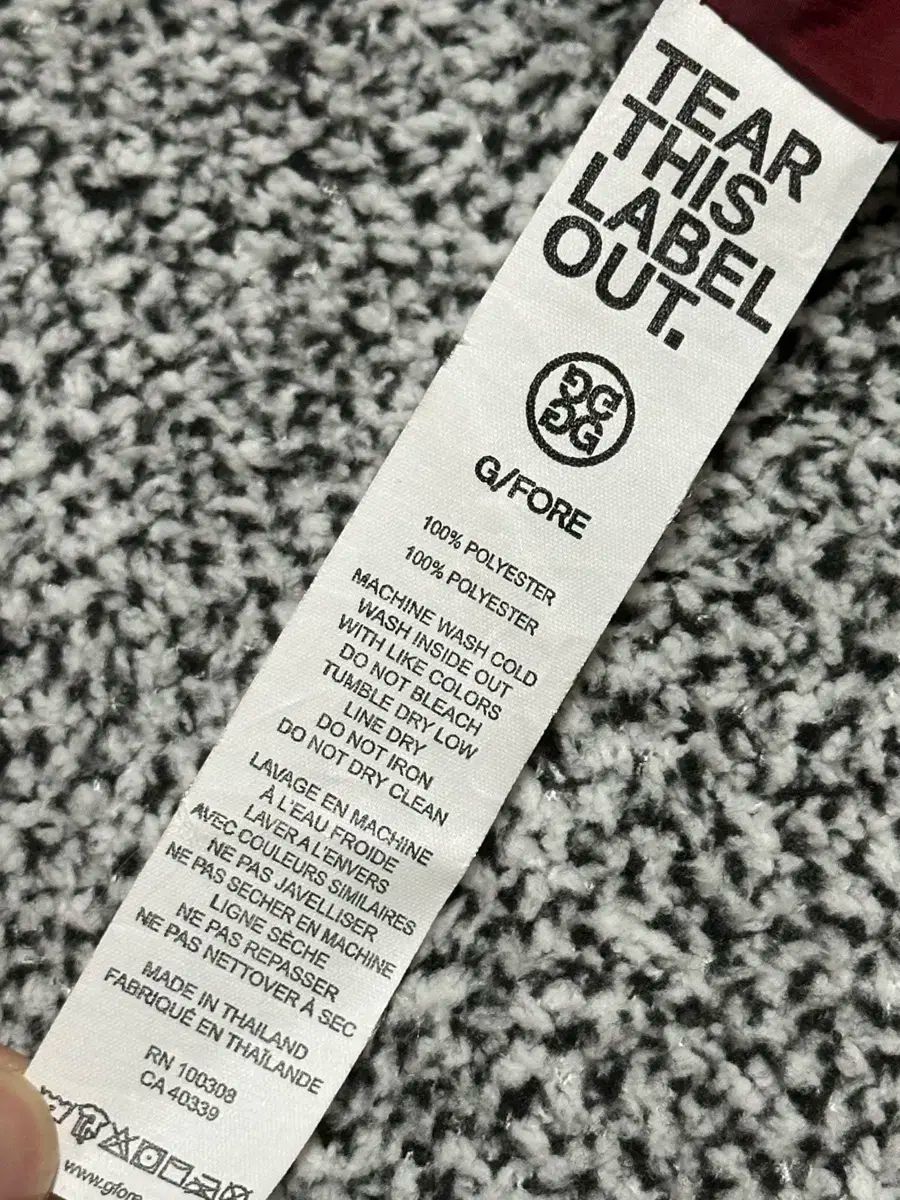 TEAR
THIS
LABEL
OUT.
G/FORE
100% POLYESTER
100% POLYESTER
MACHINE WASH COLD
WASH INSIDE OUT
WITH LIKE COLORS
DO NOT BLEACH
TUMBLE DRY LOW
LINE DRY
DO NOT IRON
DO NOT DRY CLEAN
LAVAGE EN MACHINE
À L'EAU FROIDE
LAVER A L'ENVERS
AVEC COULEURS SIMILAIRES
NE PAS JAVELLISER
NE PAS SECHER EN MACHINE
LIGNE SÈCHE
NE PAS REPASSER
NE PAS NETTOVER À SEC
MADE IN THAILAND
FABRIQUÉ EN THAÏLANDE
RN 100308
CA 40339
www.gfore